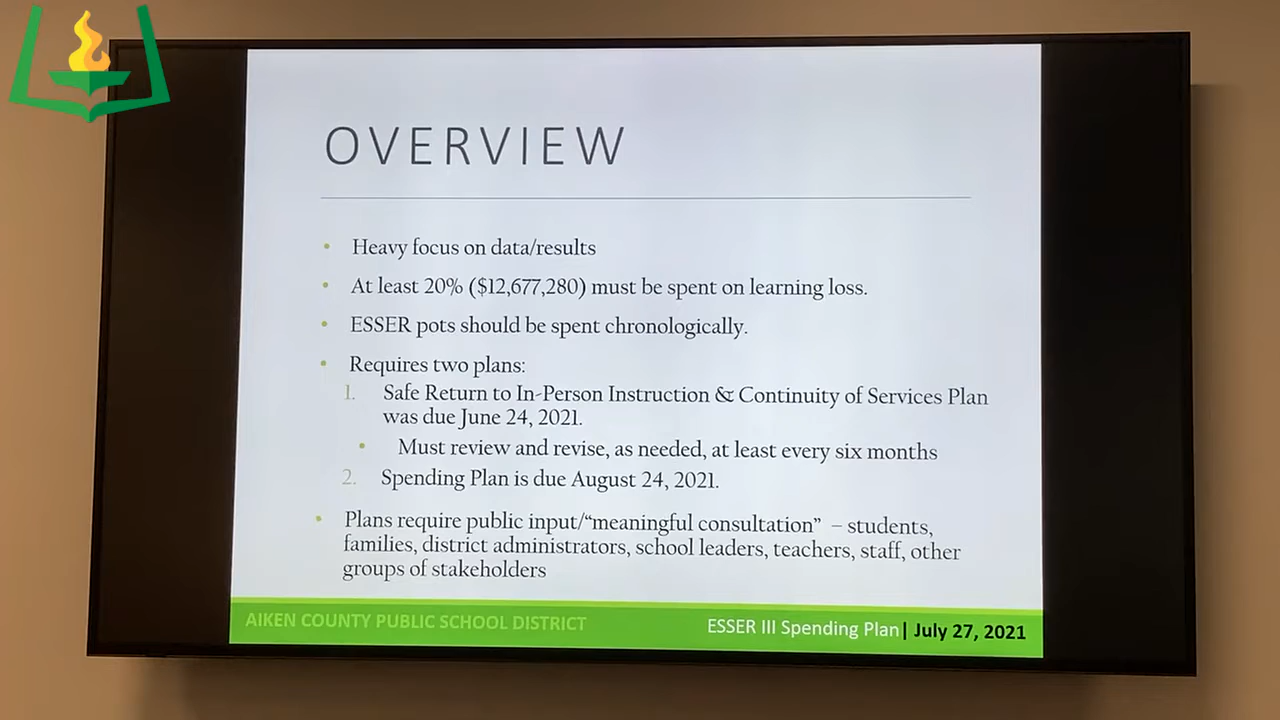 OVERVIEW
• Heavy focus on data/results
• At least 20% ($12,677,280) must be spent on learning loss.
• ESSER pots should be spent chronologically.
• Requires two plans:
1. Safe Return to In-Person Instruction & Continuity of Services Plan
was due June 24, 2021.
• Must review and revise, as needed, at least every six months
2. Spending Plan is due August 24, 2021.
• Plans require public input/“meaningful consultation” – students,
families, district administrators, school leaders, teachers, staff, other
groups of stakeholders
AIKEN COUNTY PUBLIC SCHOOL DISTRICT
ESSER III Spending Plan| July 27, 2021